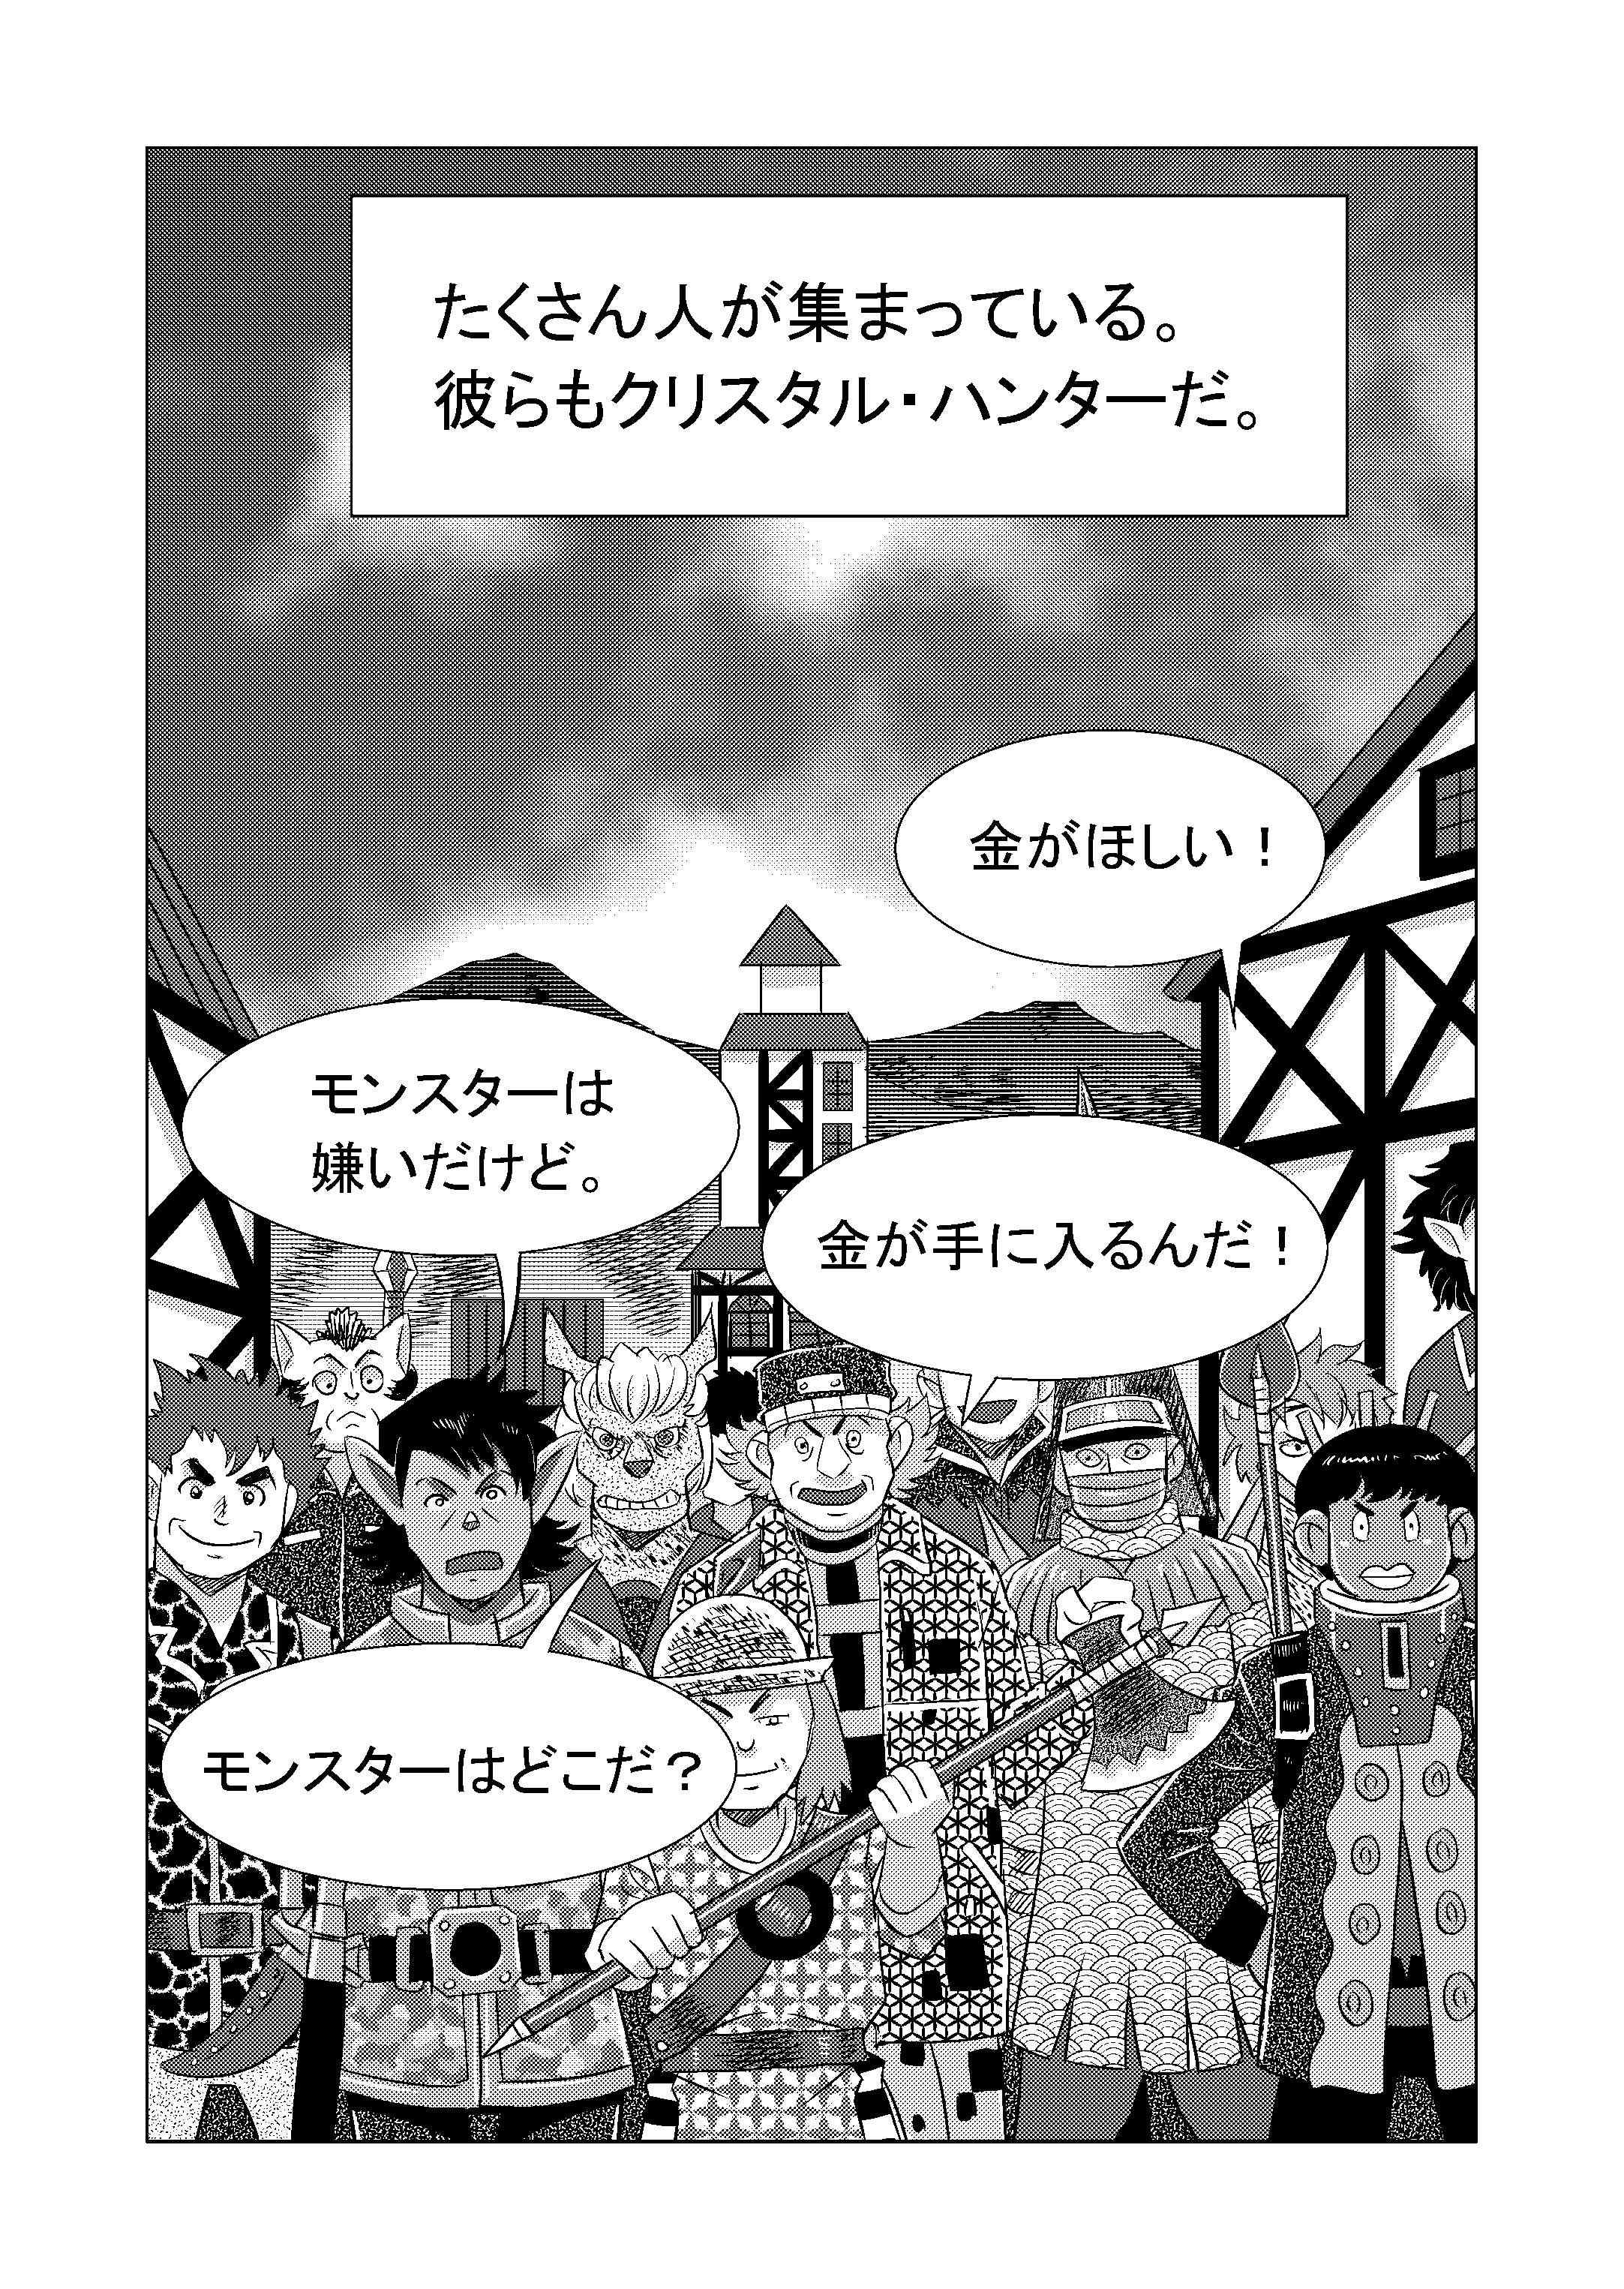 たくさん人が集まっている。
彼らもクリスタル・ハンターだ。
金がほしい！
モンスターは
嫌いだけど。
金が手に入るんだ！
モンスターはどこだ？